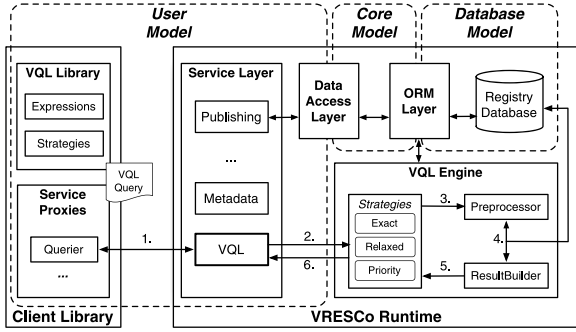 User
Model
Core
Model
Database
Model
VQL Library
Expressions
Strategies
VQL
Query
Service
Proxies
Querier
...
Client Library
Service Layer
Publishing
...
Metadata
VQL
Data
Access
Layer
ORM
Layer
Registry
Database
VQL Engine
Strategies
Exact
Relaxed
Priority
Preprocessor
ResultBuilder
1.
2.
3.
4.
5.
6.
VRESCo Runtime